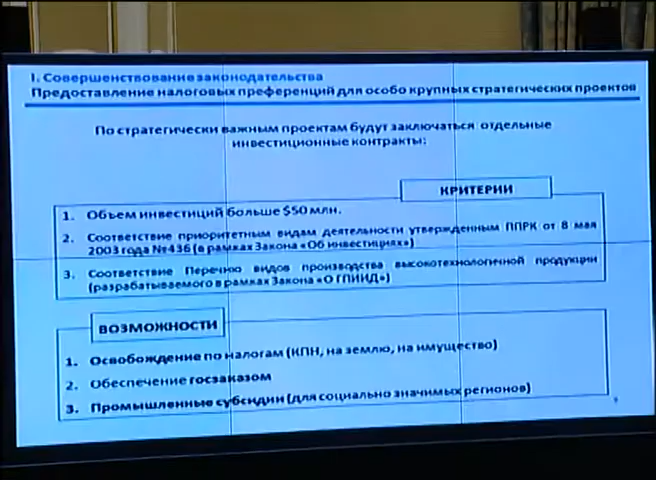 I. Совершенствование законодательства
Предоставление налоговых преференций для особо крупных стратегических проектов
По стратегически важным проектам будут заключаться отдельные
инвестиционные контракты:
КРИТЕРИИ
1. Объем инвестиций больше $50 млн.
2. Соответствие приоритетным видам деятельности утвержденным ППРК от 8 мая
2003 года №436 (в рамках Закона «Об инвестициях»)
3. Соответствие Перечню видов производства высокотехнологичной продукции
(разрабатываемого в рамках Закона «О ГПИИД»)
ВОЗМОЖНОСТИ
1. Освобождение по налогам (КПН, на землю, на имущество)
2. Обеспечение госзаказом
3. Промышленные субсидии (для социально значимых регионов)